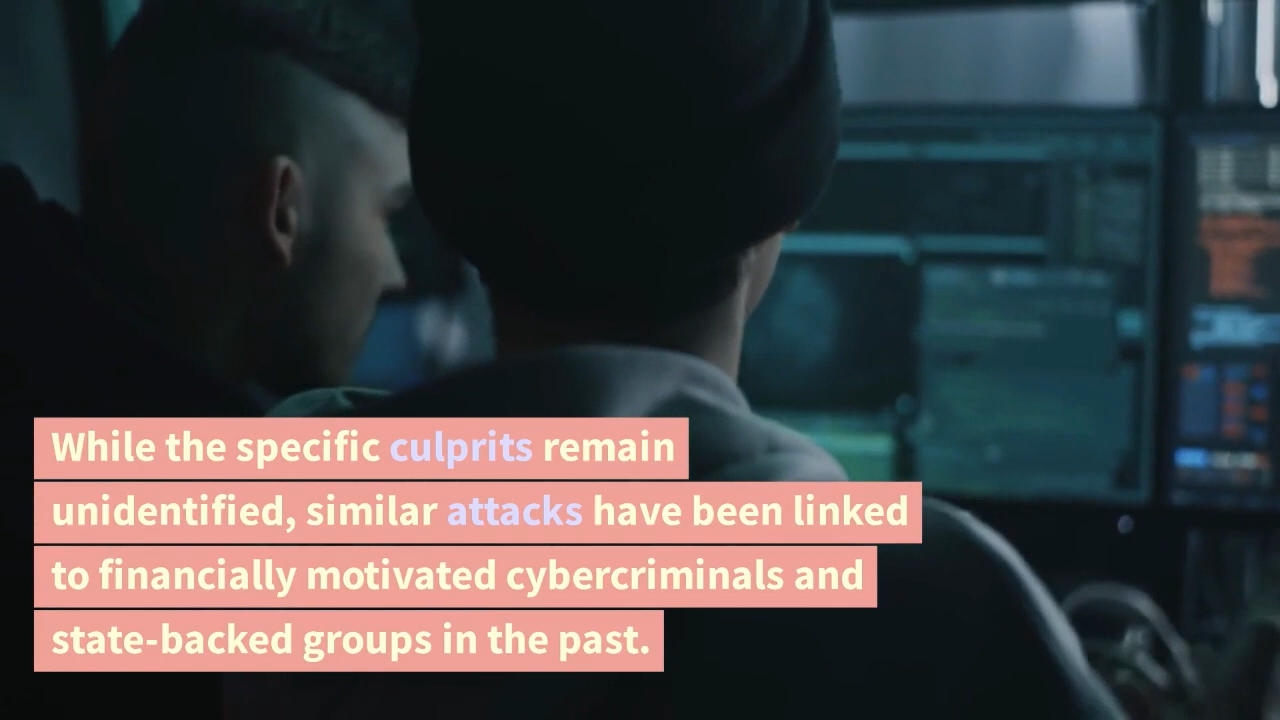 While the specific culprits remain
unidentified, similar attacks have been linked
to financially motivated cybercriminals and
state-backed groups in the past.